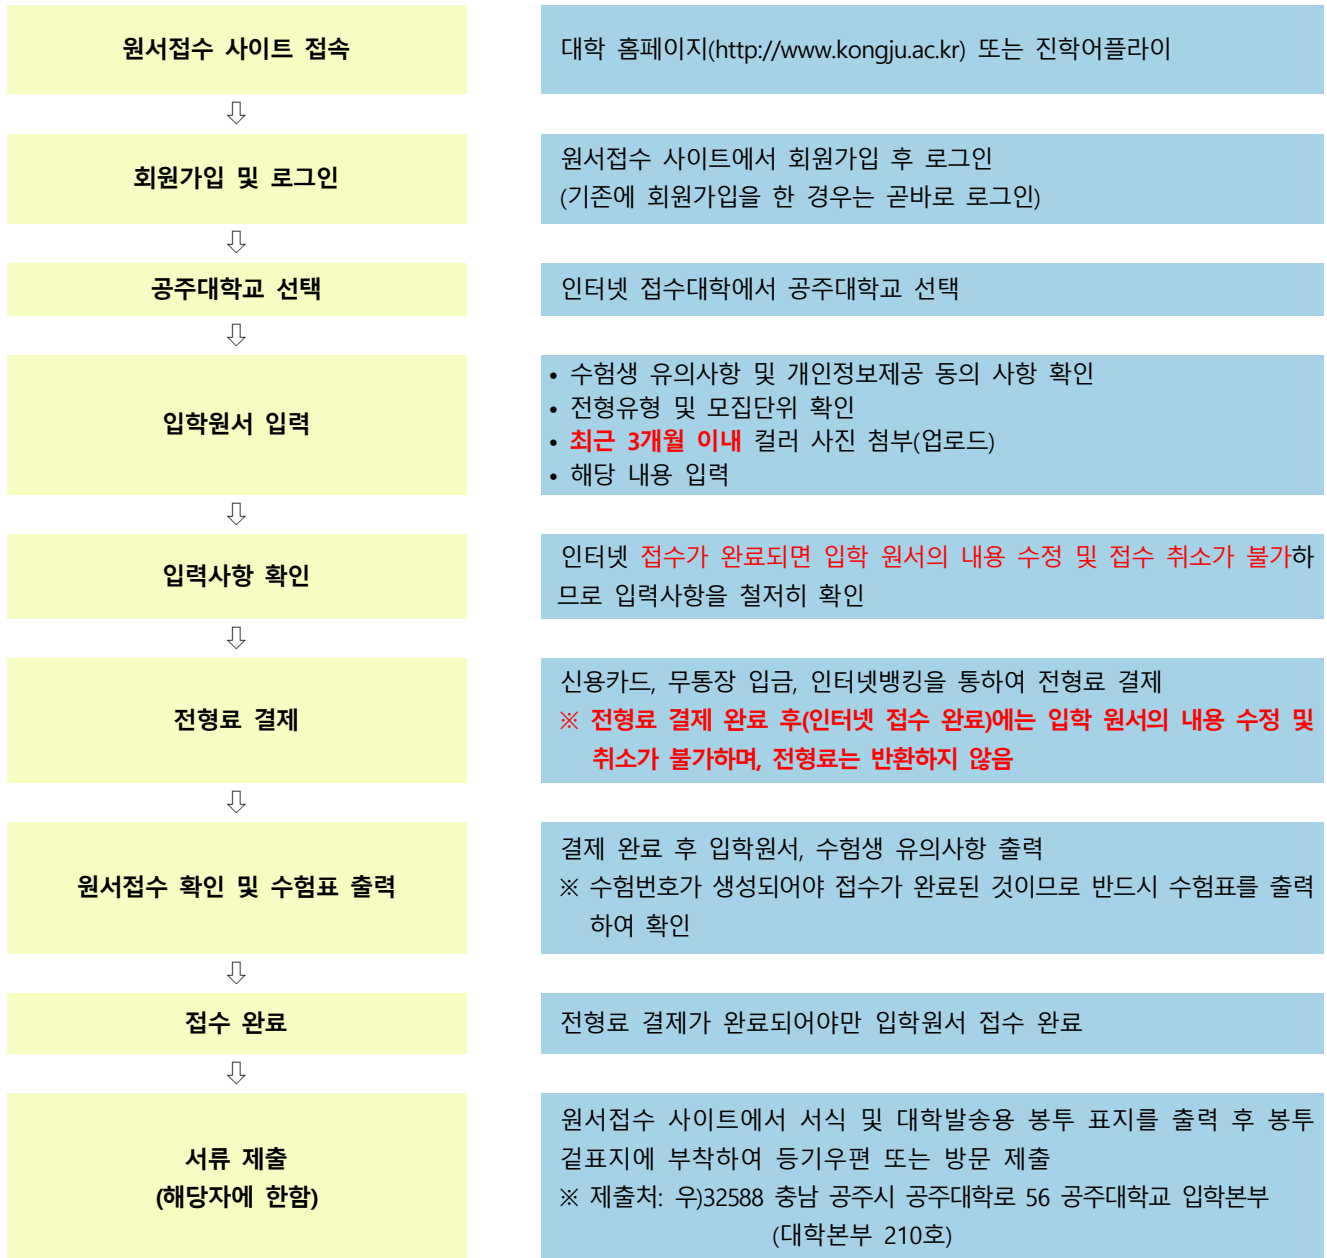 원서접수 사이트 접속
대학 홈페이지(http://www.kongju.ac.kr) 또는 진학어플라이
⇩
회원가입 및 로그인
원서접수 사이트에서 회원가입 후 로그인
(기존에 회원가입을 한 경우는 곧바로 로그인)
⇩
공주대학교 선택
인터넷 접수대학에서 공주대학교 선택
⇩
입학원서 입력
• 수험생 유의사항 및 개인정보제공 동의 사항 확인
• 전형유형 및 모집단위 확인
• 최근 3개월 이내 컬러 사진 첨부(업로드)
• 해당 내용 입력
⇩
입력사항 확인
인터넷 접수가 완료되면 입학 원서의 내용 수정 및 접수 취소가 불가하
므로 입력사항을 철저히 확인
⇩
전형료 결제
신용카드, 무통장 입금, 인터넷뱅킹을 통하여 전형료 결제
※ 전형료 결제 완료 후(인터넷 접수 완료)에는 입학 원서의 내용 수정 및
취소가 불가하며, 전형료는 반환하지 않음
⇩
원서접수 확인 및 수험표 출력
결제 완료 후 입학원서, 수험생 유의사항 출력
※ 수험번호가 생성되어야 접수가 완료된 것이므로 반드시 수험표를 출력
하여 확인
⇩
접수 완료
전형료 결제가 완료되어야만 입학원서 접수 완료
⇩
서류 제출
(해당자에 한함)
원서접수 사이트에서 서식 및 대학발송용 봉투 표지를 출력 후 봉투
겉표지에 부착하여 등기우편 또는 방문 제출
※ 제출처: 우)32588 충남 공주시 공주대학로 56 공주대학교 입학본부
(대학본부 210호)